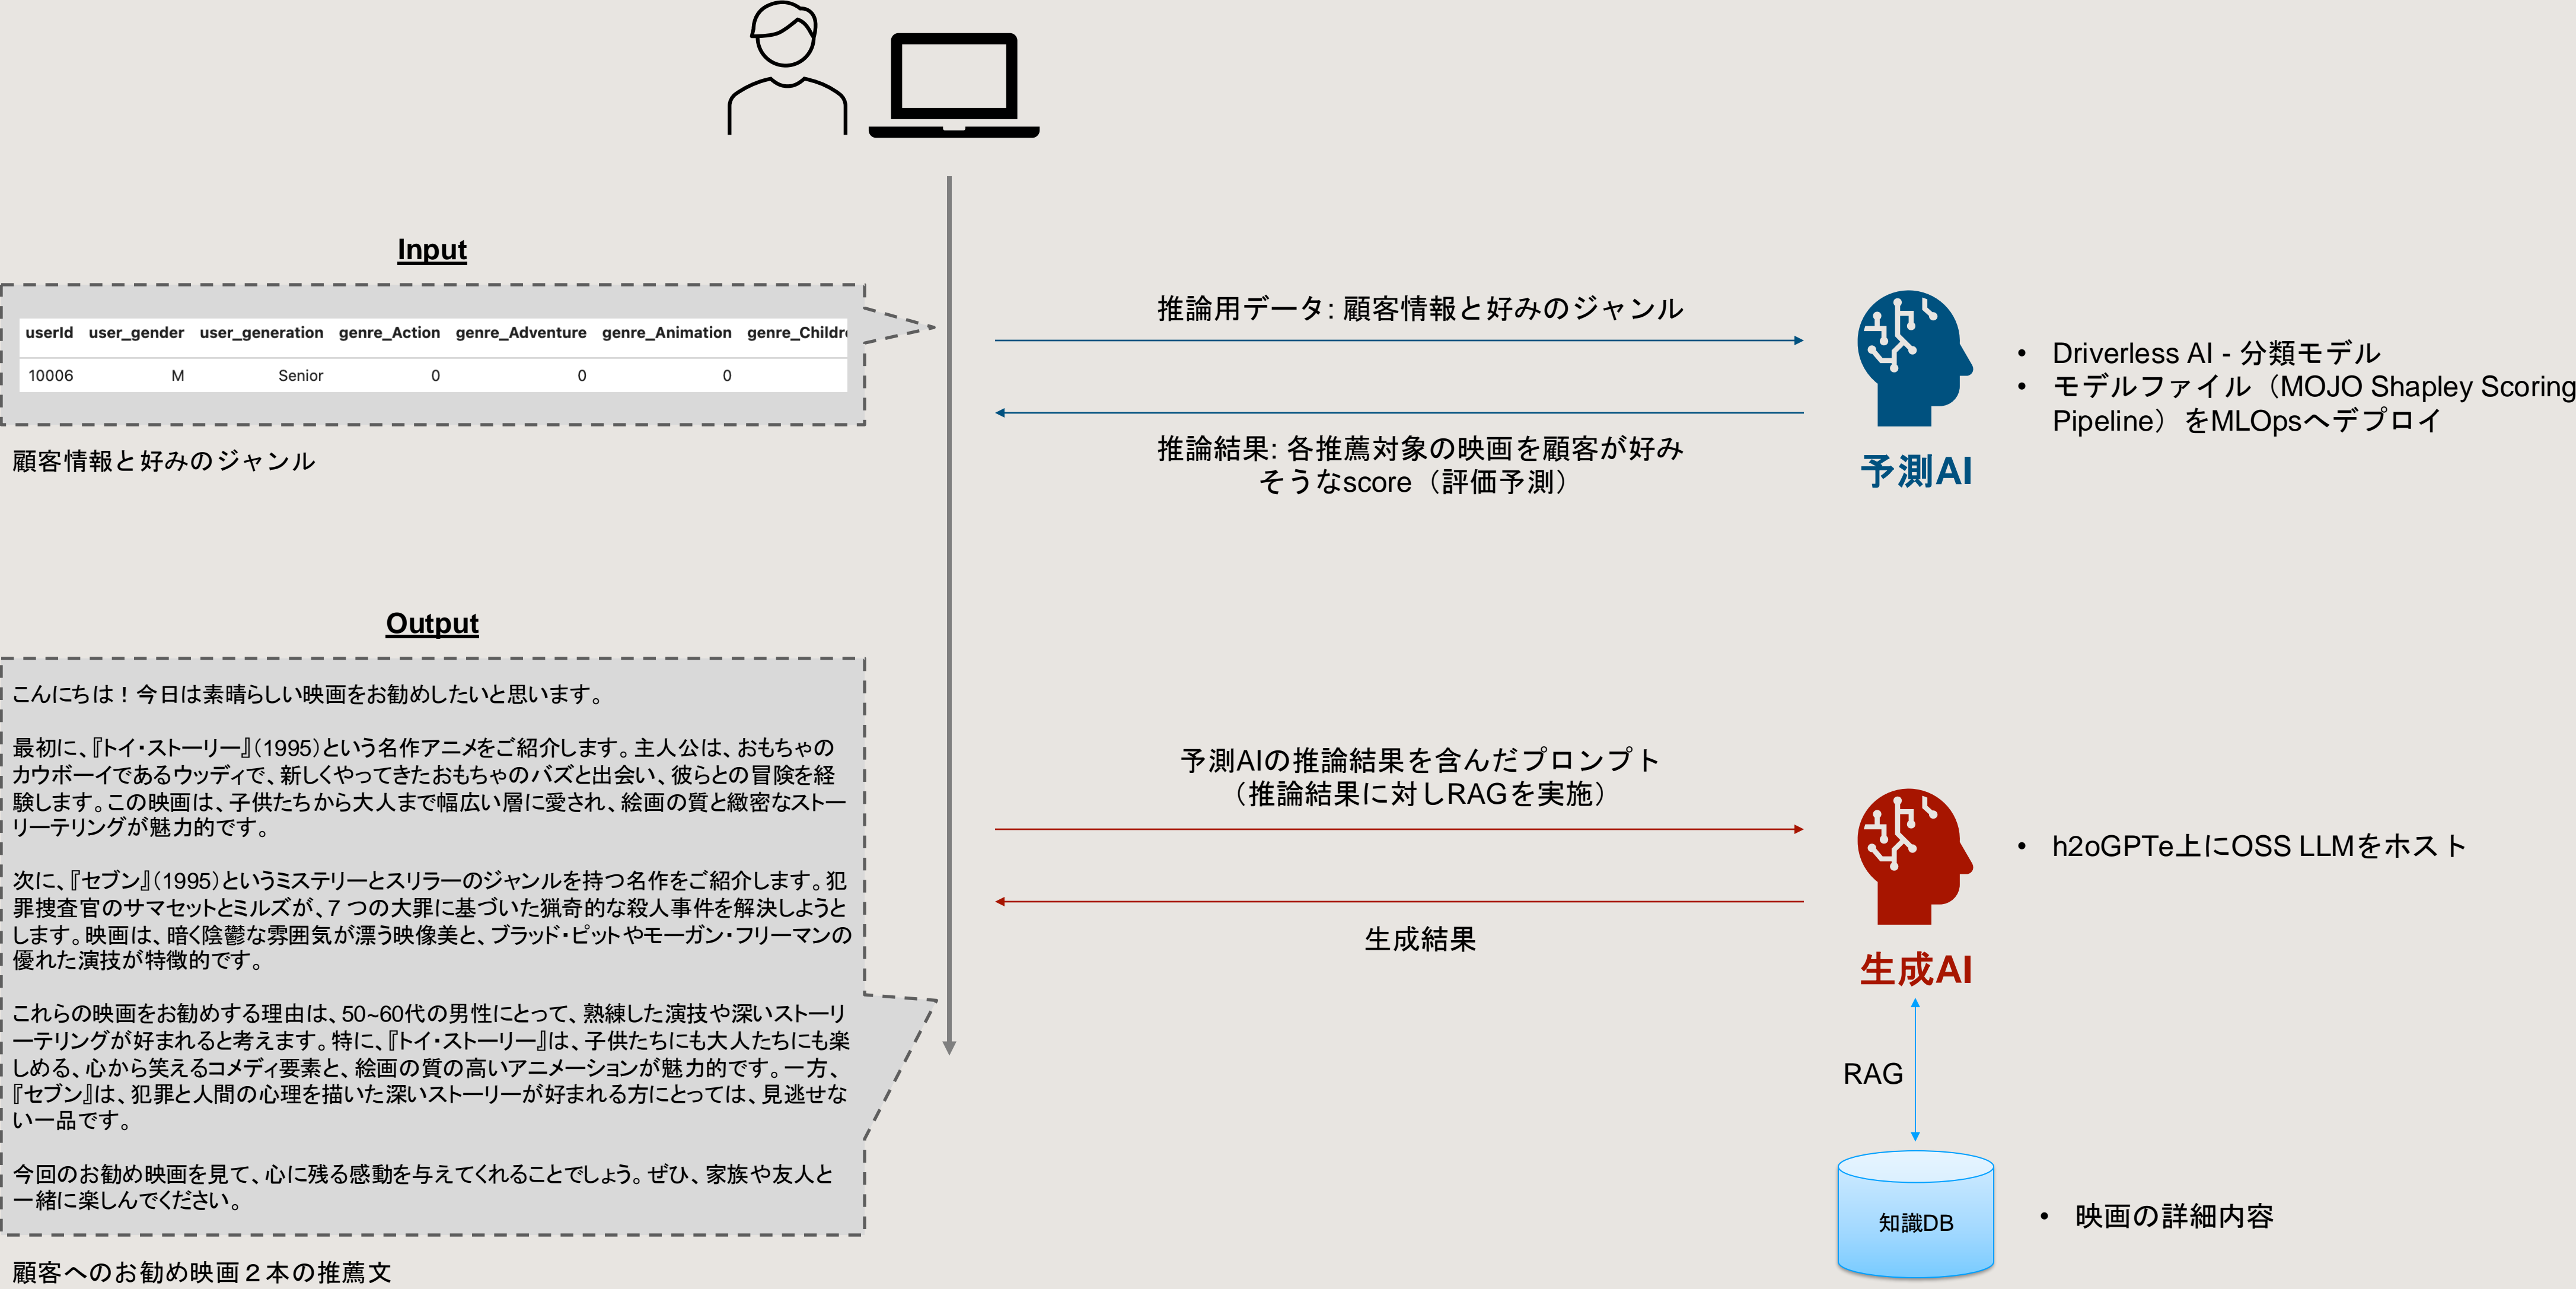 Input
userId user_gender user_generation genre_Action genre_Adventure genre_Animation genre_Childre
10006 M Senior 0 0 0
顧客情報と好みのジャンル
推論用データ: 顧客情報と好みのジャンル
推論結果: 各推薦対象の映画を顧客が好み
そうなscore（評価予測）
予測AI
• Driverless AI - 分類モデル
• モデルファイル（MOJO Shapley Scoring
Pipeline）をMLOpsへデプロイ
Output
こんにちは！今日は素晴らしい映画をお勧めしたいと思います。
最初に、『トイ・ストーリー』（1995）という名作アニメをご紹介します。主人公は、おもちゃの
カウボーイであるウッディで、新しくやってきたおもちゃのバズと出会い、彼らとの冒険を経
験します。この映画は、子供たちから大人まで幅広い層に愛され、絵画の質と緻密なストー
リーテリングが魅力的です。
次に、『セブン』（1995）というミステリーとスリラーのジャンルを持つ名作をご紹介します。犯
罪捜査官のサマセットとミルズが、7 つの大罪に基づいた猟奇的な殺人事件を解決しようと
します。映画は、暗く陰鬱な雰囲気が漂う映像美と、ブラッド・ピットやモーガン・フリーマンの
優れた演技が特徴的です。
これらの映画をお勧めする理由は、50~60代の男性にとって、熟練した演技や深いストーリ
ーテリングが好まれると考えます。特に、『トイ・ストーリー』は、子供たちにも大人たちにも楽
しめる、心から笑えるコメディ要素と、絵画の質の高いアニメーションが魅力的です。一方、
『セブン』は、犯罪と人間の心理を描いた深いストーリーが好まれる方にとっては、見逃せな
い一品です。
今回のお勧め映画を見て、心に残る感動を与えてくれることでしょう。ぜひ、家族や友人と
一緒に楽しんでください。
顧客へのお勧め映画２本の推薦文
予測AIの推論結果を含んだプロンプト
（推論結果に対しRAGを実施）
生成結果
生成AI
• h2oGPTe上にOSS LLMをホスト
RAG
知識DB
• 映画の詳細内容